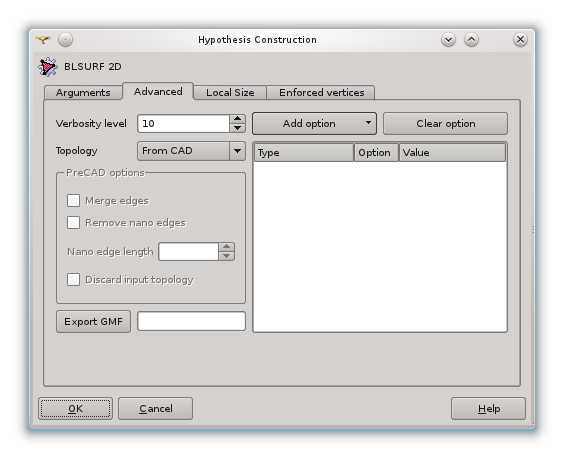 Hypothesis Construction
BLSURF 2D
Arguments Advanced Local Size Enforced vertices
Verbosity level 10 Add option Clear option
Topology From CAD Type Option Value
PreCAD options
Merge edges
Remove nano edges
Nano edge length
Discard input topology
Export GMF
OK Cancel Help